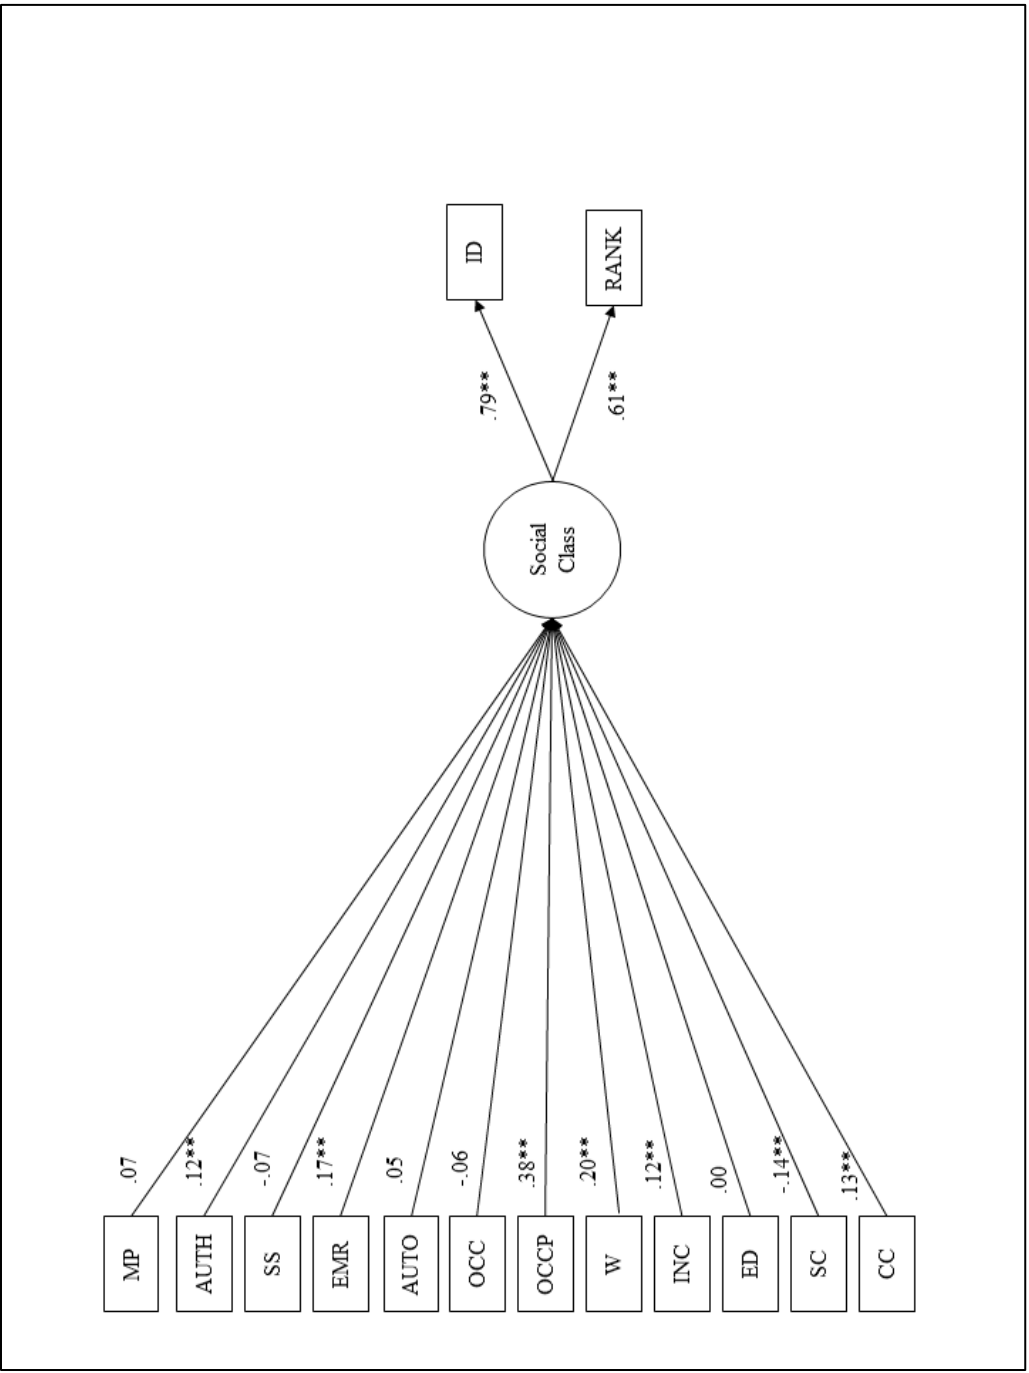 ID
RANK
.79**
.61**
Social
Class
.07
.12**
-.07
.17**
.05
-.06
.38**
.20**
.12**
.00
-.14**
.13**
MP
AUTH
SS
EMR
AUTO
OCC
OCCP
W
INC
ED
SC
CC